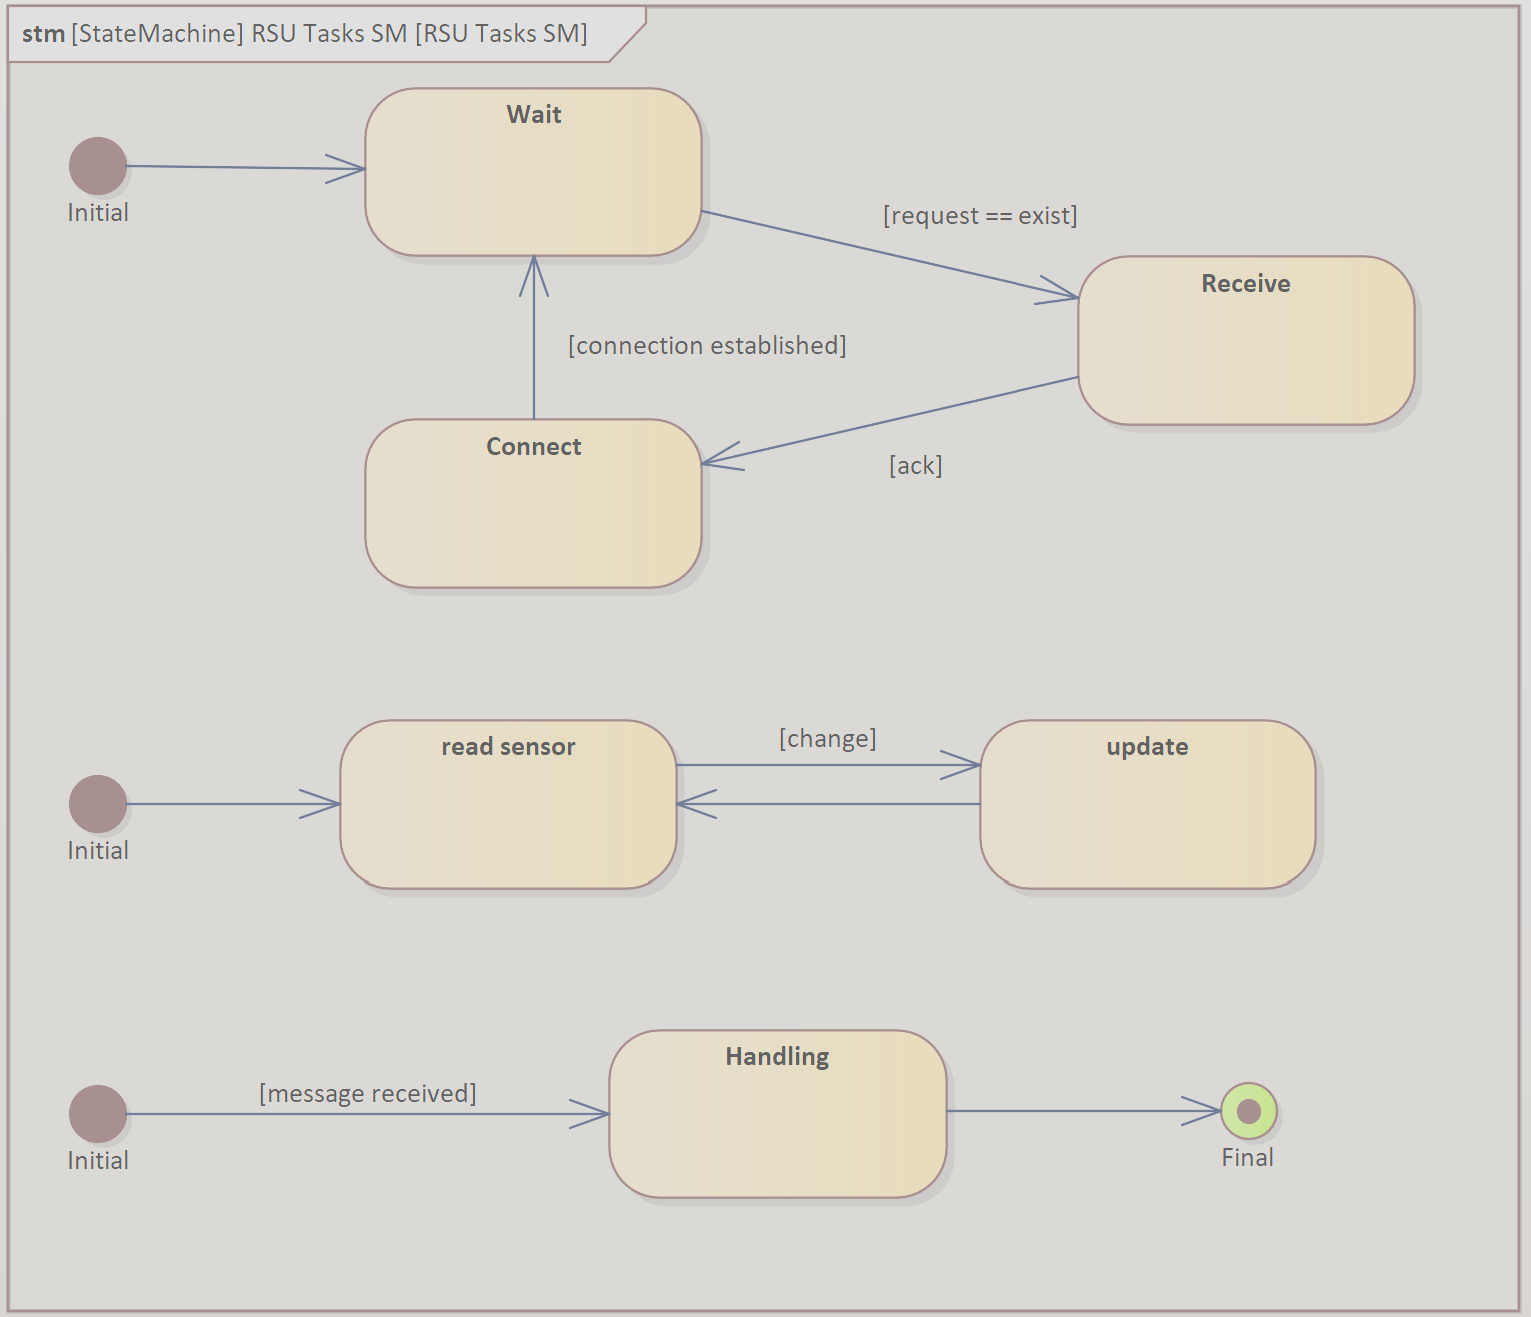 stm [StateMachine] RSU Tasks SM [RSU Tasks SM]
Wait
Initial
[request == exist]
Receive
[connection established]
Connect
[ack]
read sensor
[change]
update
Initial
Handling
[message received]
Initial
Final